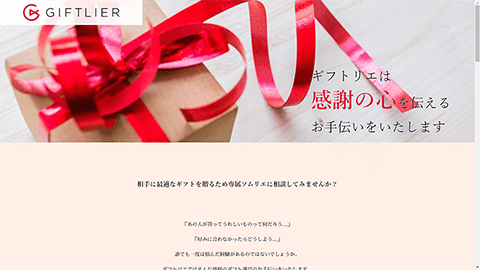 GIFTLIER
ギフトリエは
感謝の心を伝える
お手伝いをいたします
相手に最適なギフトを贈るため専属ソムリエに相談してみませんか？
「あの人が貰ってうれしいものって何だろう…」
「好みに合わなかったらどうしよう…」
誰でも一度は悩んだ経験があるのではないでしょうか。